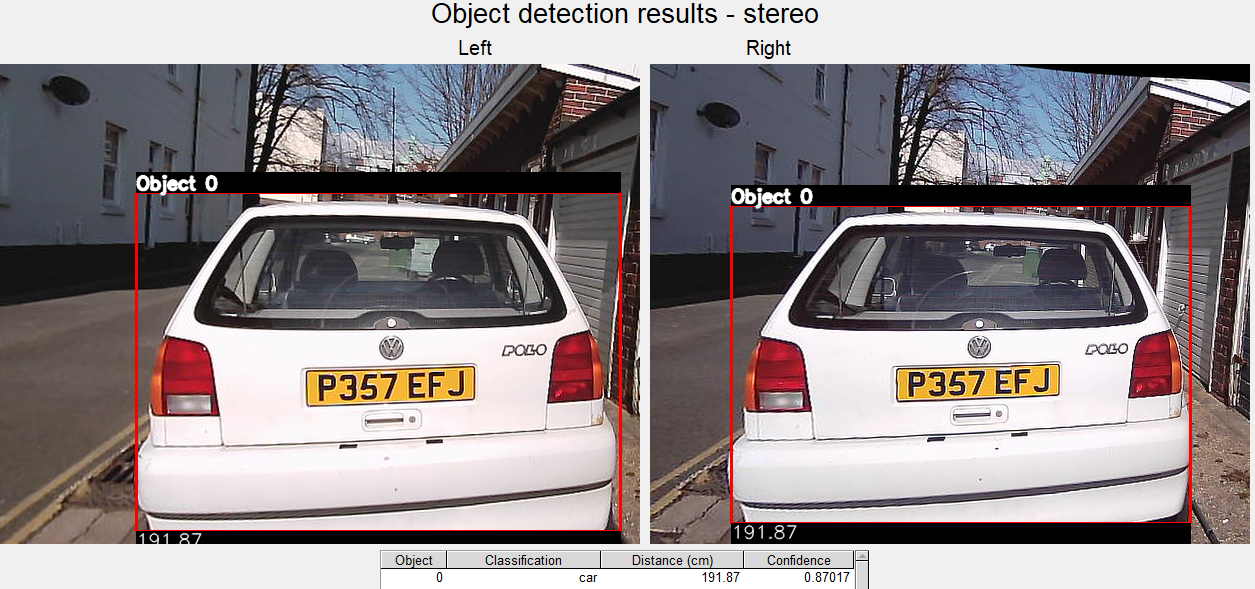 Object detection results - stereo
Left Right
Object 0
Object 0
POLO
POLO
P357 EFJ
P357 EFJ
191.87
191.87
Object Classification Distance (cm) Confidence
0 car 191.87 0.87017